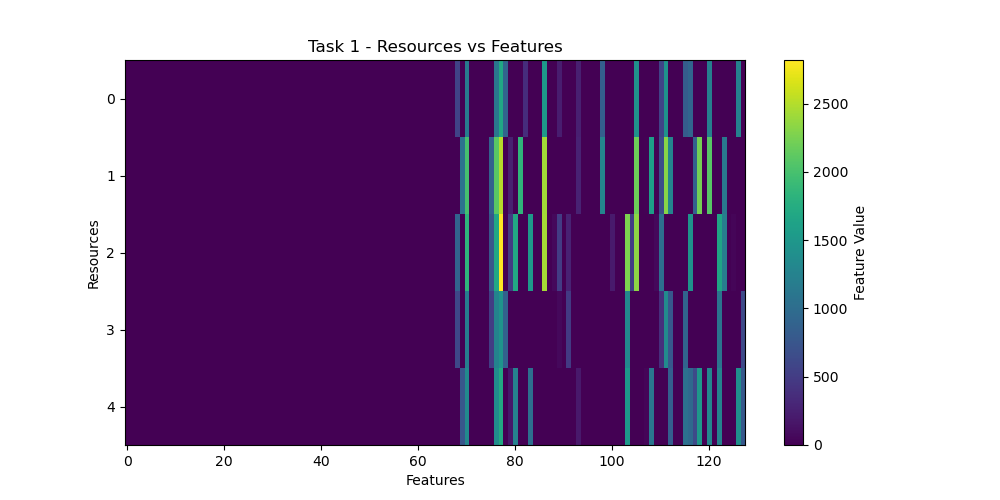 Task 1 - Resources vs Features
Resources
0
1
2
3
4
0 20 40 60 80 100 120
Features
2500
2000
1500
1000
500
0
Feature Value